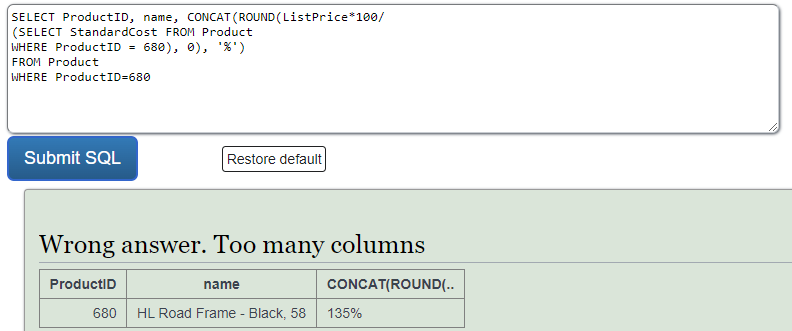 SELECT ProductID, name, CONCAT(ROUND(ListPrice*100/
(SELECT StandardCost FROM Product
WHERE ProductID = 680), 0), '%')
FROM Product
WHERE ProductID=680
Submit SQL
Restore default
Wrong answer. Too many columns
ProductID name CONCAT(ROUND(..
680 HL Road Frame - Black, 58 135%